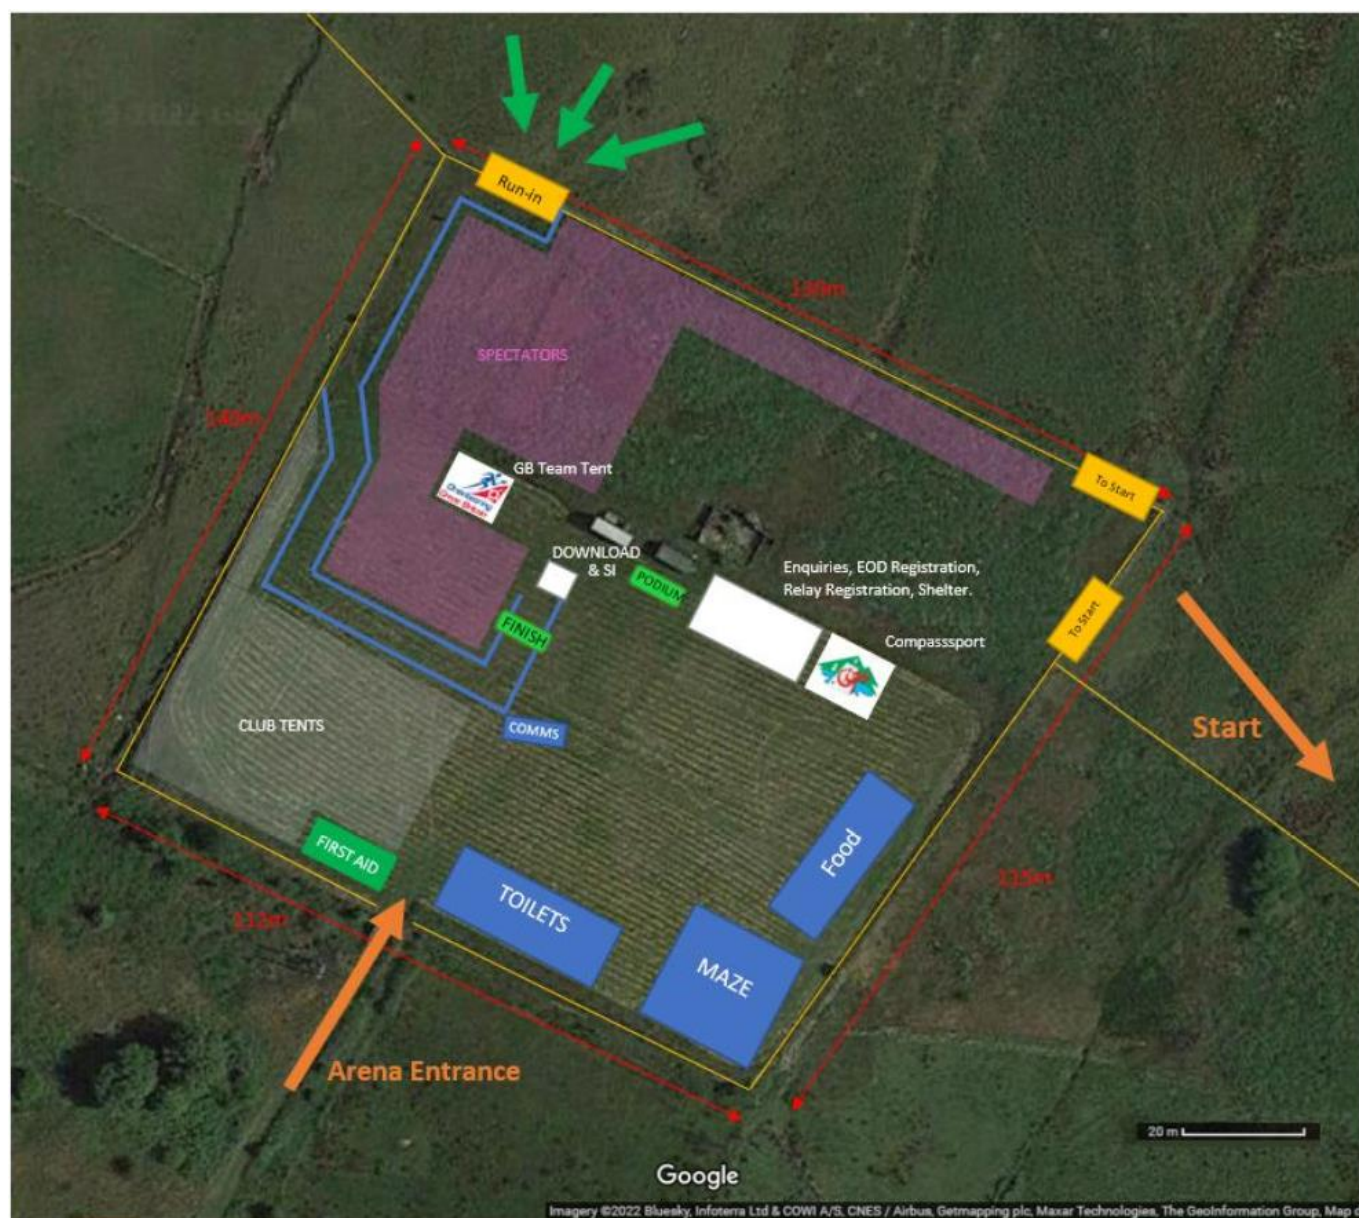 Run-in
130m
SPECTATORS
140m
GB Team Tent
To Start
DOWNLOAD
& SI
PODIUM
Enquiries, EOD Registration,
Relay Registration, Shelter.
To Start
FINISH
Compasssport
CLUB TENTS
COMMS
Start
FIRST AID
Food
TOILETS
115m
112m
MAZE
Arena Entrance
20 m
Google
Imagery ©2022 Bluesky, Infoterra Ltd & COWI A/S, CNES / Airbus, Getmapping plc, Maxar Technologies, The GeoInformation Group, Map d